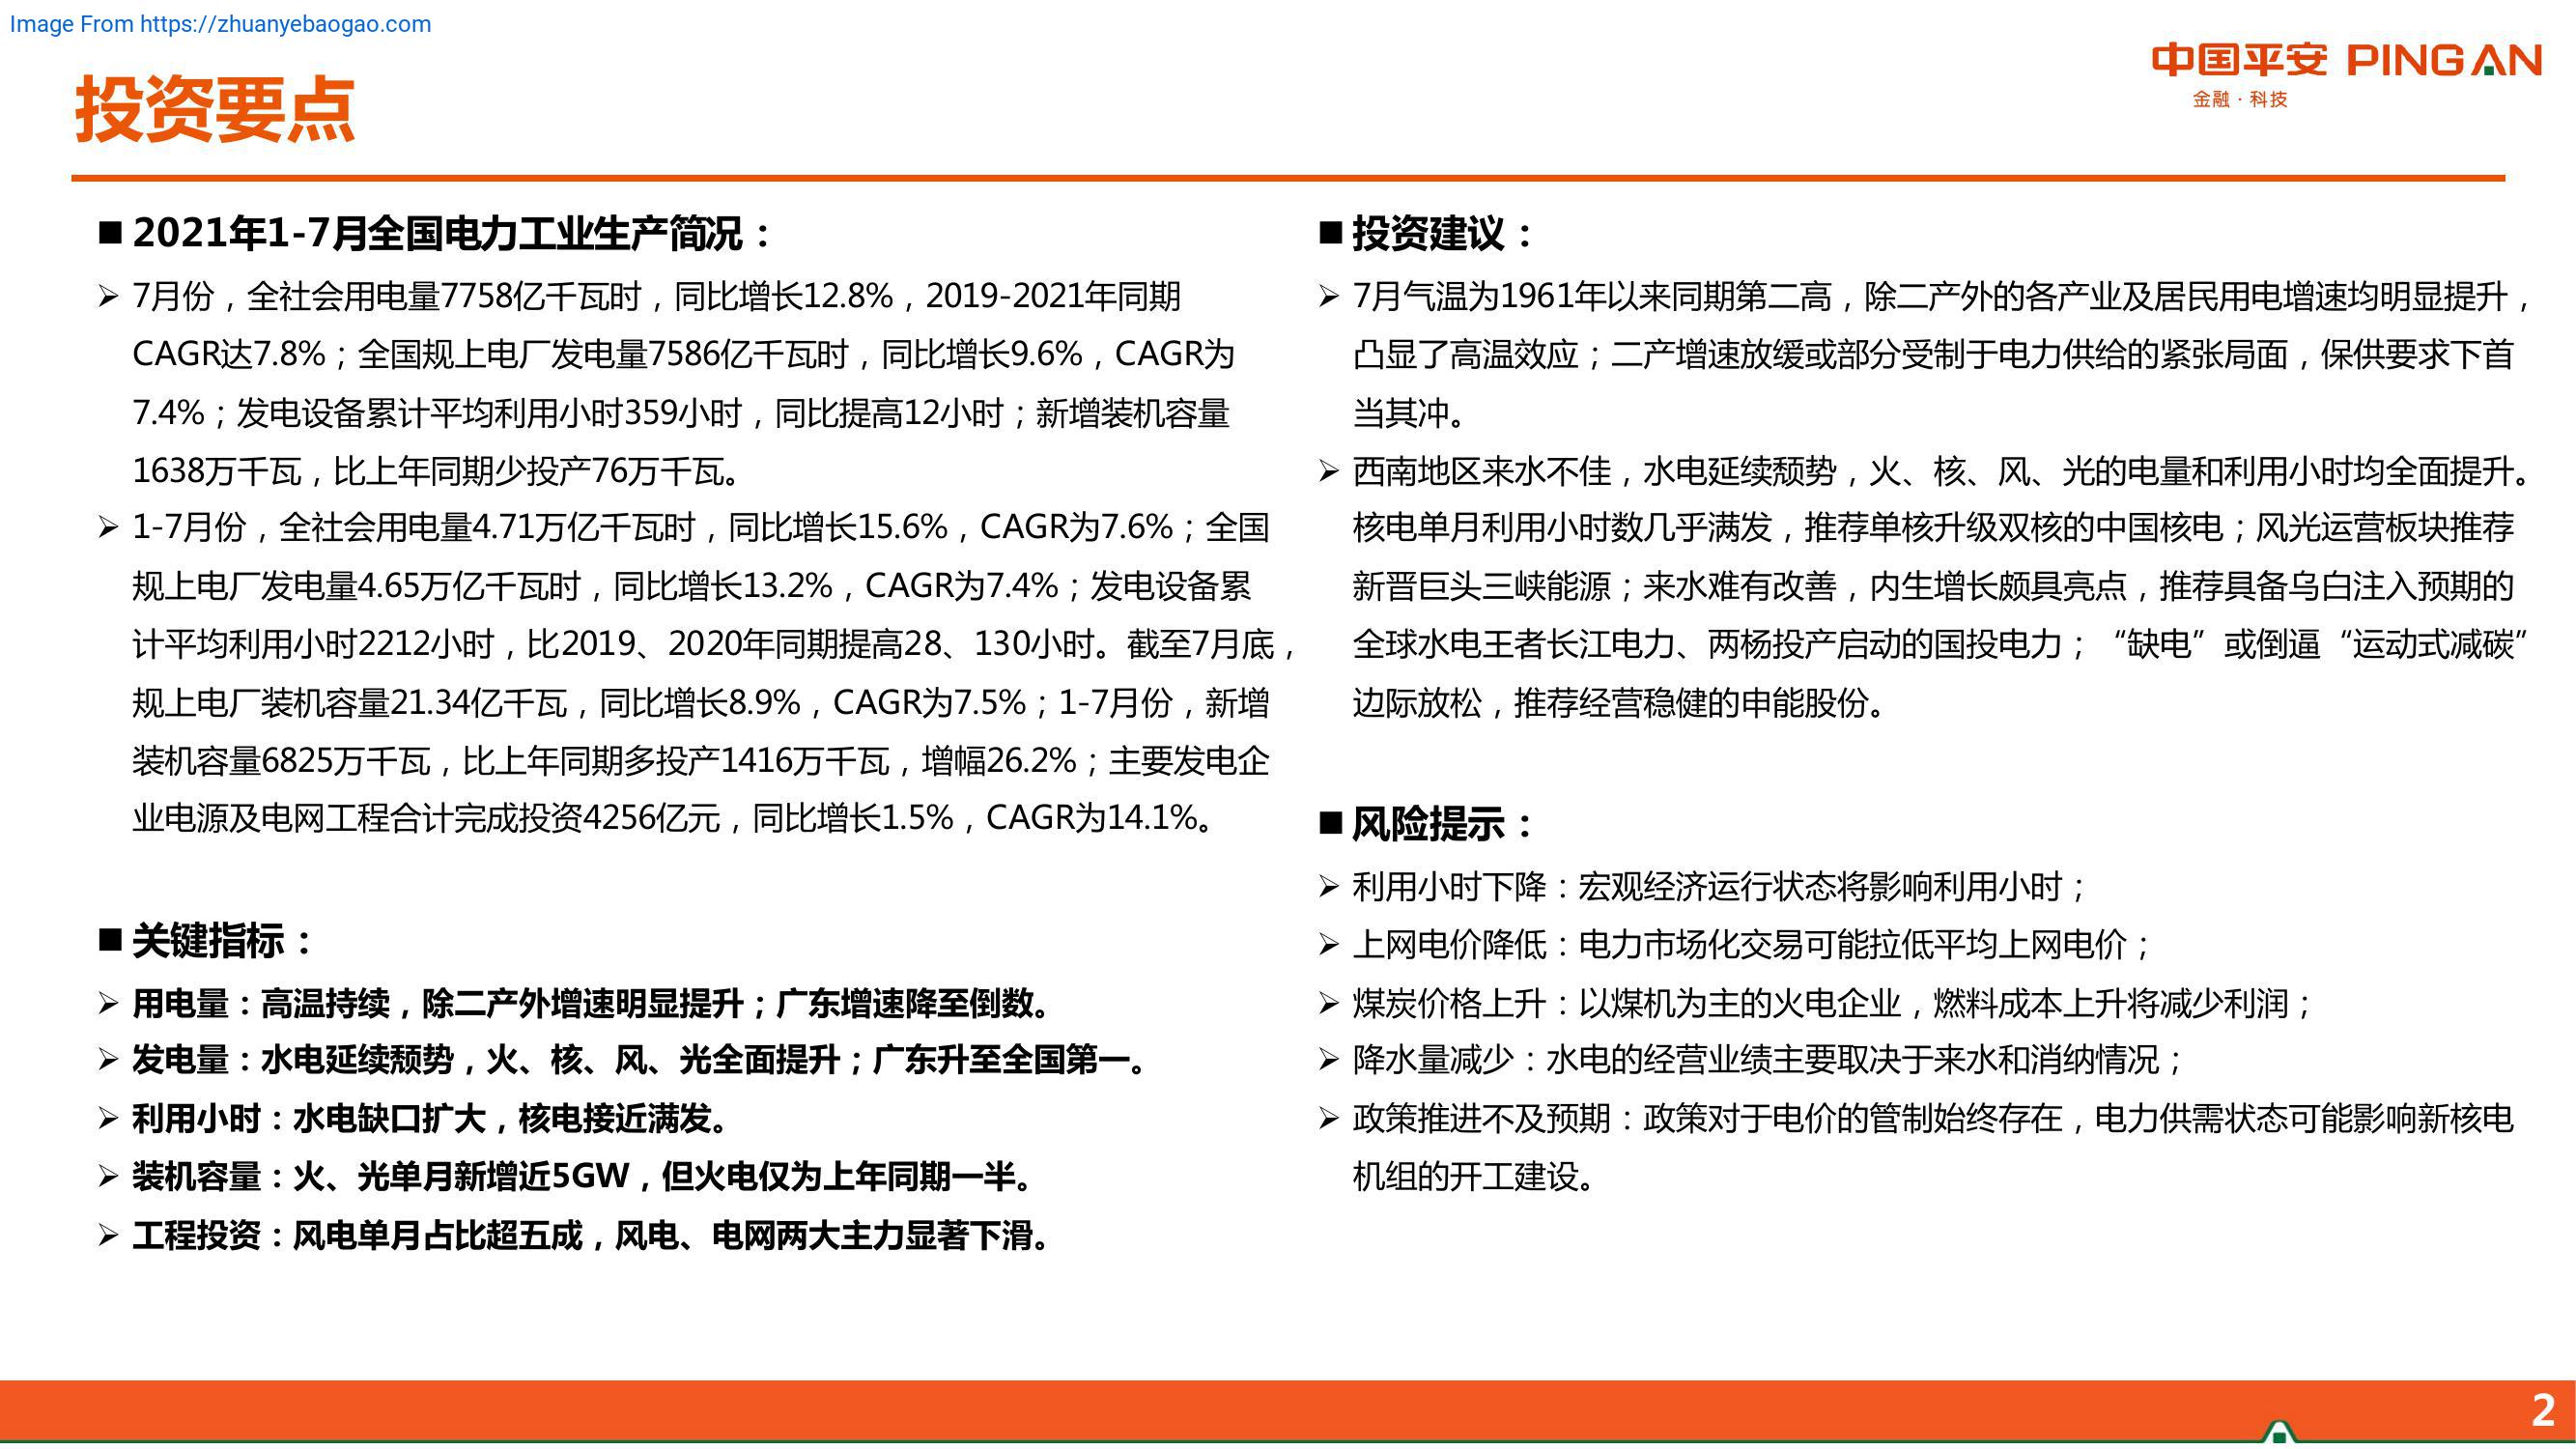 Image From https://zhuanyebaogao.com
中国平安 PINGAN
金融·科技
投资要点
■ 2021年1-7月全国电力工业生产简况：
➢ 7月份，全社会用电量7758亿千瓦时，同比增长12.8%，2019-2021年同期
CAGR达7.8%；全国规上电厂发电量7586亿千瓦时，同比增长9.6%，CAGR为
7.4%；发电设备累计平均利用小时359小时，同比提高12小时；新增装机容量
1638万千瓦，比上年同期少投产76万千瓦。
➢ 1-7月份，全社会用电量4.71万亿千瓦时，同比增长15.6%，CAGR为7.6%；全国
规上电厂发电量4.65万亿千瓦时，同比增长13.2%，CAGR为7.4%；发电设备累
计平均利用小时2212小时，比2019、2020年同期提高28、130小时。截至7月底，
规上电厂装机容量21.34亿千瓦，同比增长8.9%，CAGR为7.5%；1-7月份，新增
装机容量6825万千瓦，比上年同期多投产1416万千瓦，增幅26.2%；主要发电企
业电源及电网工程合计完成投资4256亿元，同比增长1.5%，CAGR为14.1%。
■ 关键指标：
➢ 用电量：高温持续，除二产外增速明显提升；广东增速降至倒数。
➢ 发电量：水电延续颓势，火、核、风、光全面提升；广东升至全国第一。
➢ 利用小时：水电缺口扩大，核电接近满发。
➢ 装机容量：火、光单月新增近5GW，但火电仅为上年同期一半。
➢ 工程投资：风电单月占比超五成，风电、电网两大主力显著下滑。
■ 投资建议：
➢ 7月气温为1961年以来同期第二高，除二产外的各产业及居民用电增速均明显提升，
凸显了高温效应；二产增速放缓或部分受制于电力供给的紧张局面，保供要求下首
当其冲。
➢ 西南地区来水不佳，水电延续颓势，火、核、风、光的电量和利用小时均全面提升。
核电单月利用小时数几乎满发，推荐单核升级双核的中国核电；风光运营板块推荐
新晋巨头三峡能源；来水难有改善，内生增长颇具亮点，推荐具备乌白注入预期的
全球水电王者长江电力、两杨投产启动的国投电力；“缺电”或倒逼“运动式减碳”
边际放松，推荐经营稳健的申能股份。
■ 风险提示：
➢ 利用小时下降：宏观经济运行状态将影响利用小时；
➢ 上网电价降低：电力市场化交易可能拉低平均上网电价；
➢ 煤炭价格上升：以煤机为主的火电企业，燃料成本上升将减少利润；
➢ 降水量减少：水电的经营业绩主要取决于来水和消纳情况；
➢ 政策推进不及预期：政策对于电价的管制始终存在，电力供需状态可能影响新核电
机组的开工建设。
2